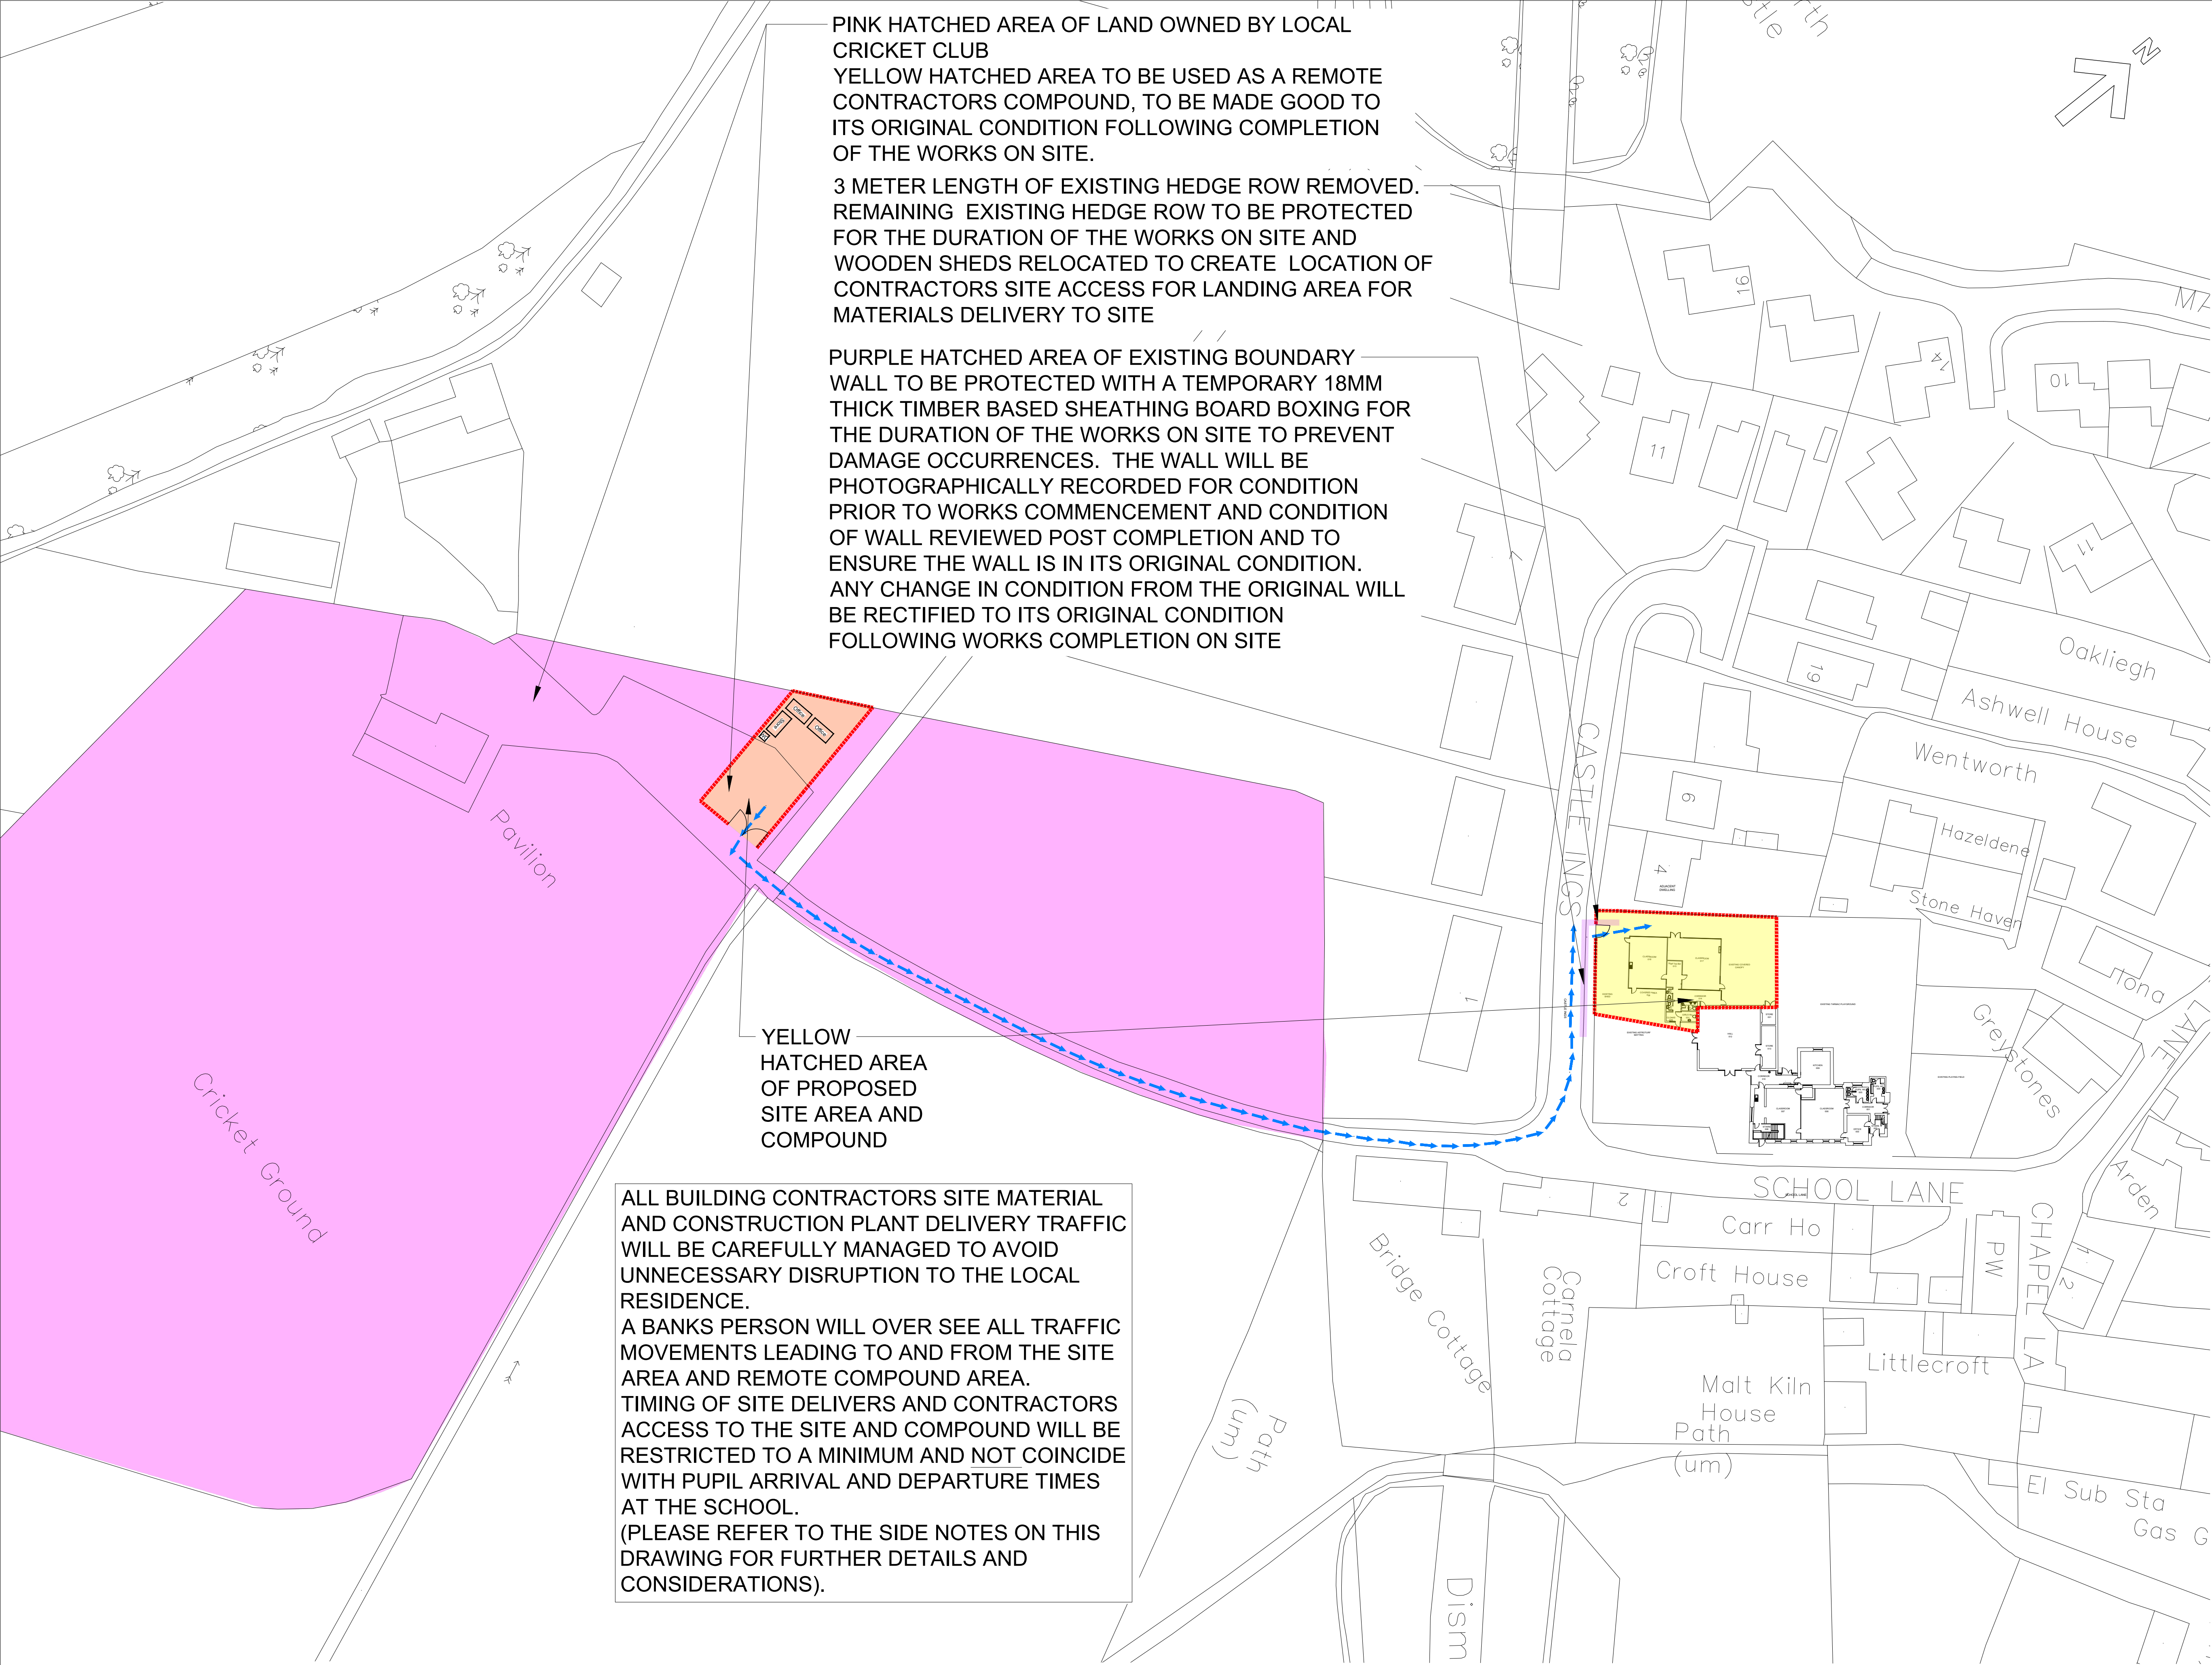 PINK HATCHED AREA OF LAND OWNED BY LOCAL
CRICKET CLUB
YELLOW HATCHED AREA TO BE USED AS A REMOTE
CONTRACTORS COMPOUND, TO BE MADE GOOD TO
ITS ORIGINAL CONDITION FOLLOWING COMPLETION
OF THE WORKS ON SITE.
3 METER LENGTH OF EXISTING HEDGE ROW REMOVED.
REMAINING EXISTING HEDGE ROW TO BE PROTECTED
FOR THE DURATION OF THE WORKS ON SITE AND
WOODEN SHEDS RELOCATED TO CREATE LOCATION OF
CONTRACTORS SITE ACCESS FOR LANDING AREA FOR
MATERIALS DELIVERY TO SITE
PURPLE HATCHED AREA OF EXISTING BOUNDARY
WALL TO BE PROTECTED WITH A TEMPORARY 18MM
THICK TIMBER BASED SHEATHING BOARD BOXING FOR
THE DURATION OF THE WORKS ON SITE TO PREVENT
DAMAGE OCCURRENCES. THE WALL WILL BE
PHOTOGRAPHICALLY RECORDED FOR CONDITION
PRIOR TO WORKS COMMENCEMENT AND CONDITION
OF WALL REVIEWED POST COMPLETION AND TO
ENSURE THE WALL IS IN ITS ORIGINAL CONDITION.
ANY CHANGE IN CONDITION FROM THE ORIGINAL WILL
BE RECTIFIED TO ITS ORIGINAL CONDITION
FOLLOWING WORKS COMPLETION ON SITE
N
16
14
10
11
11
19
Oakliegh
Ashwell House
Wentworth
Hazeldene
Stone Haven
Iona
Greystones
LANE
Arden
CASTLE INGS
6
4
ADJACENT
DWELLING
1
Office
Office
Store
Pavilion
Cricket Ground
YELLOW
HATCHED AREA
OF PROPOSED
SITE AREA AND
COMPOUND
SCHOOL LANE
SCHOOL LANE
2
Carr Ho
Croft House
PW
CHAPEL LA
1
2
Bridge Cottage
Carnela
Cottage
Littlecroft
Malt Kiln
House
Path
(um)
Path
(um)
El Sub Sta
Gas G
Dism
ALL BUILDING CONTRACTORS SITE MATERIAL
AND CONSTRUCTION PLANT DELIVERY TRAFFIC
WILL BE CAREFULLY MANAGED TO AVOID
UNNECESSARY DISRUPTION TO THE LOCAL
RESIDENCE.
A BANKS PERSON WILL OVER SEE ALL TRAFFIC
MOVEMENTS LEADING TO AND FROM THE SITE
AREA AND REMOTE COMPOUND AREA.
TIMING OF SITE DELIVERS AND CONTRACTORS
ACCESS TO THE SITE AND COMPOUND WILL BE
RESTRICTED TO A MINIMUM AND NOT COINCIDE
WITH PUPIL ARRIVAL AND DEPARTURE TIMES
AT THE SCHOOL.
(PLEASE REFER TO THE SIDE NOTES ON THIS
DRAWING FOR FURTHER DETAILS AND
CONSIDERATIONS).